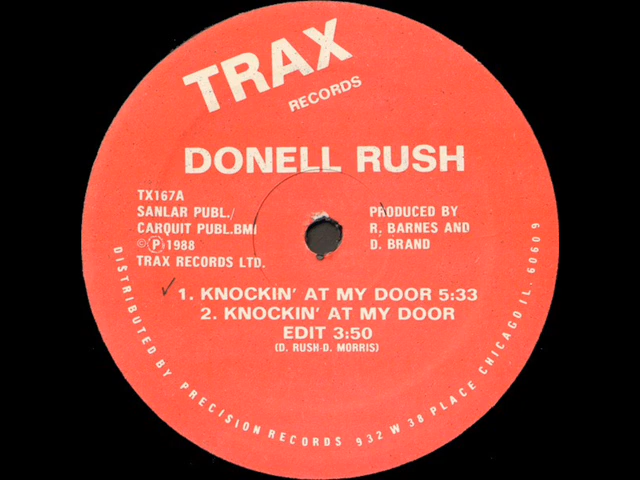 TRAX
RECORDS
DONELL RUSH
TX167A
SANLAR PUBL./
CARQUIT PUBL.BMI
© Ⓟ 1988
TRAX RECORDS LTD.
PRODUCED BY
R. BARNES AND
D. BRAND
1. KNOCKIN' AT MY DOOR 5:33
2. KNOCKIN' AT MY DOOR
EDIT 3:50
(D. RUSH-D. MORRIS)
DISTRIBUTED BY PRECISION RECORDS 932 W 38 PLACE CHICAGO IL. 60609